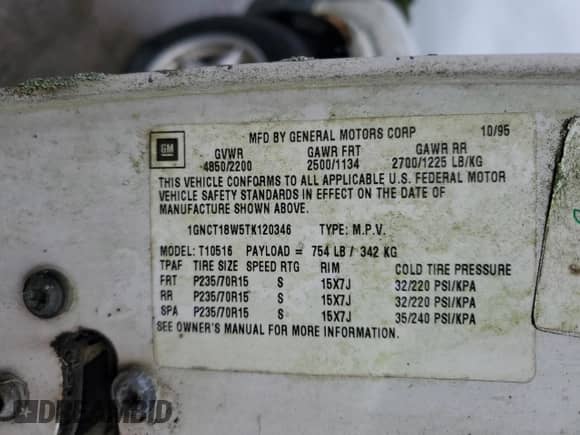 MFD BY GENERAL MOTORS CORP 10/95
GM
GVWR GAWR FRT GAWR RR
4850/2200 2500/1134 2700/1225 LB/KG
THIS VEHICLE CONFORMS TO ALL APPLICABLE U.S. FEDERAL MOTOR
VEHICLE SAFETY STANDARDS IN EFFECT ON THE DATE OF
MANUFACTURE SHOWN ABOVE.
1GNCT18W5TK120346 TYPE: M.P.V.
MODEL: T10516 PAYLOAD = 754 LB/ 342 KG
TPAF TIRE SIZE SPEED RTG RIM COLD TIRE PRESSURE
FRT P235/70R15 S 15X7J 32/220 PSI/KPA
RR P235/70R15 S 15X7J 32/220 PSI/KPA
SPA P235/70R15 S 15X7J 35/240 PSI/KPA
SEE OWNER'S MANUAL FOR MORE INFORMATION.
DREAMBID